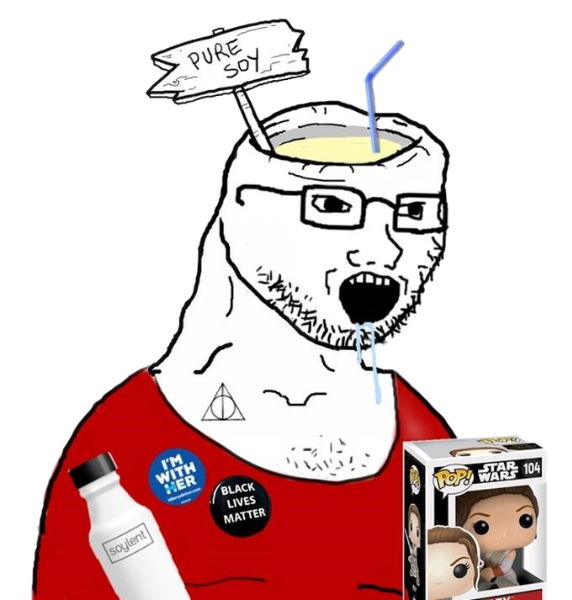 PURE
SOY
I'M
WITH
HER
BLACK
LIVES
MATTER
soylent
POP!
STAR
WARS
104